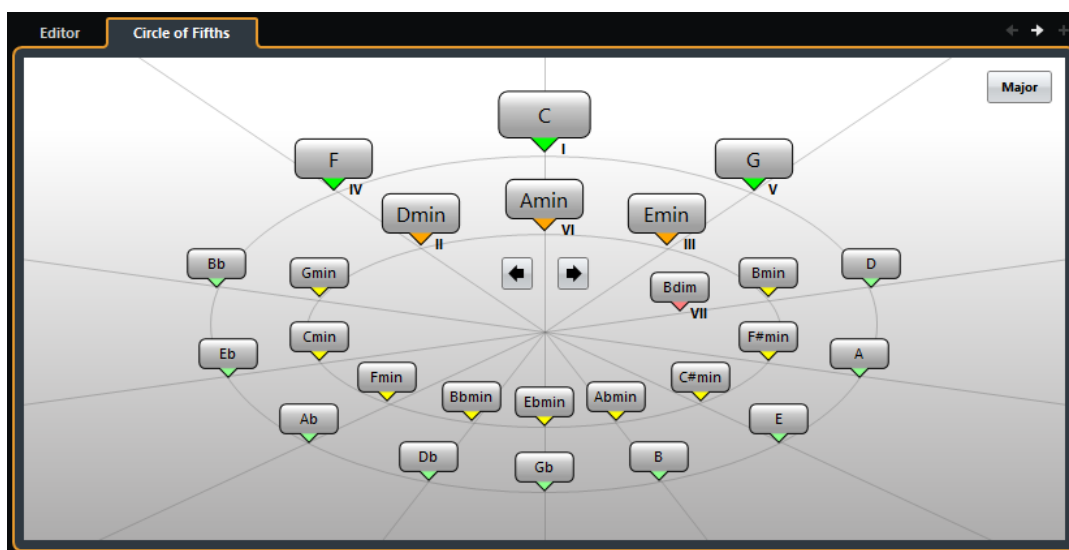 Editor
Circle of Fifths
Major
C
I
F
IV
G
V
Amin
VI
Dmin
II
Emin
III
Bb
Gmin
Bdim
VII
Bmin
D
Eb
Cmin
F#min
A
Fmin
C#min
Bbmin
Ebmin
Abmin
Ab
E
Db
Gb
B